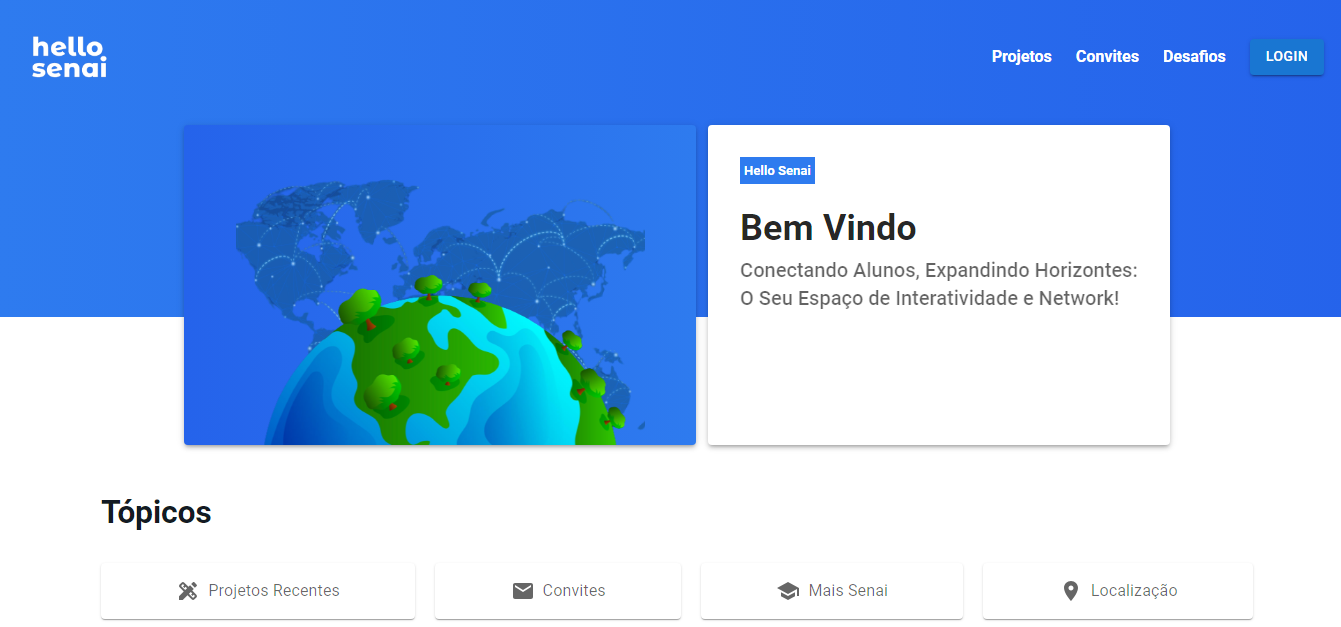 hello
senai
Projetos
Convites
Desafios
LOGIN
Hello Senai
Bem Vindo
Conectando Alunos, Expandindo Horizontes:
O Seu Espaço de Interatividade e Network!
Tópicos
Projetos Recentes
Convites
Mais Senai
Localização